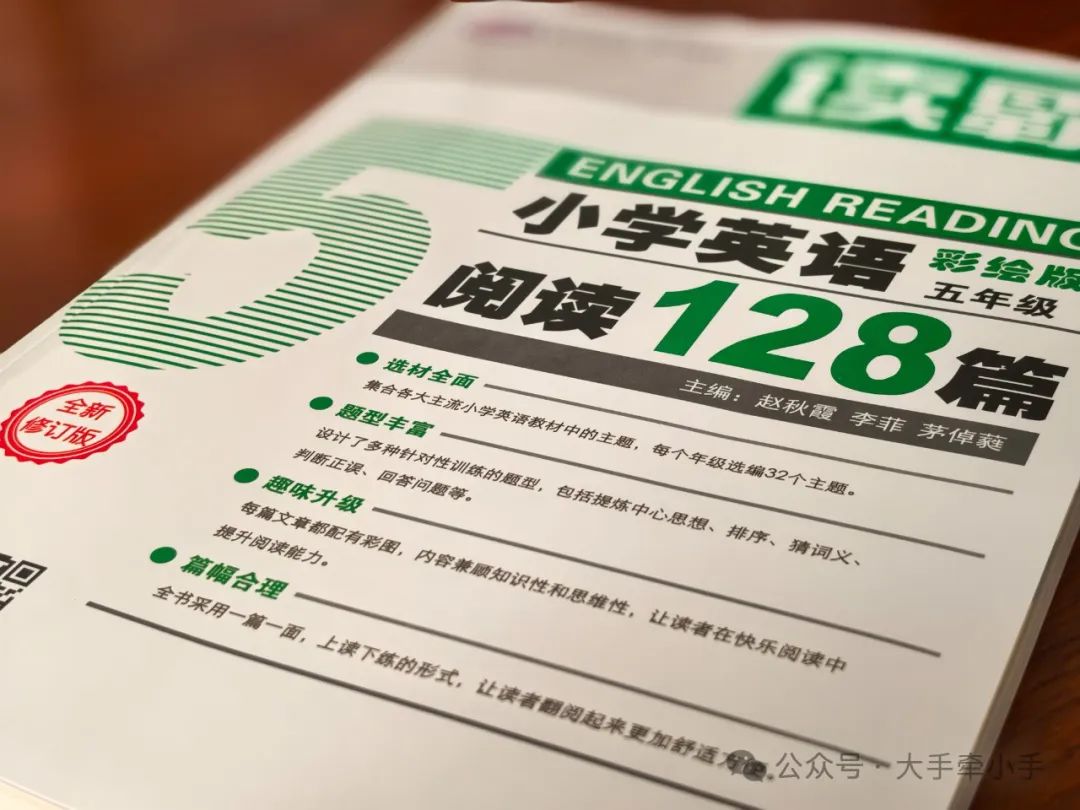 读霸
ENGLISH READING
小学英语 彩绘版
五年级
阅读128篇
5
主编：赵秋霞 李菲 茅倬蕤
选材全面
集合各大主流小学英语教材中的主题，每个年级选编32个主题。
题型丰富
设计了多种针对性训练的题型，包括提炼中心思想、排序、猜词义、
判断正误、回答问题等。
全新
修订版
趣味升级
每篇文章都配有彩图，内容兼顾知识性和思维性，让读者在快乐阅读中
提升阅读能力。
篇幅合理
全书采用一篇一面，上读下练的形式，让读者翻阅起来更加舒适方便。
公众号·大手牵小手